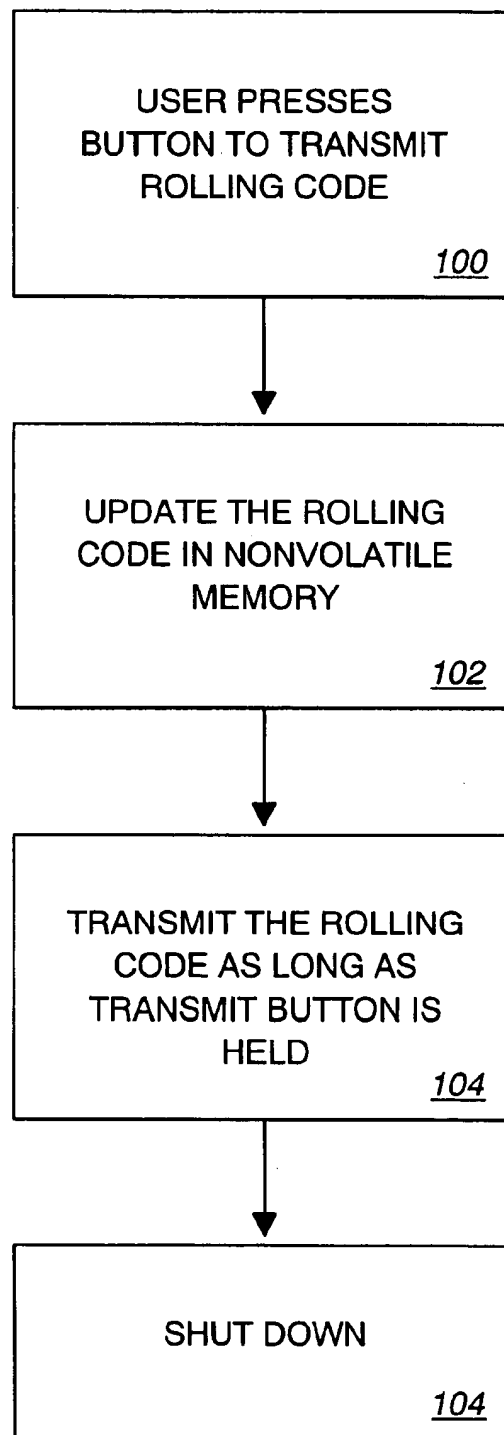 USER PRESSES
BUTTON TO TRANSMIT
ROLLING CODE
100
UPDATE THE ROLLING
CODE IN NONVOLATILE
MEMORY
102
TRANSMIT THE ROLLING
CODE AS LONG AS
TRANSMIT BUTTON IS
HELD
104
SHUT DOWN
104